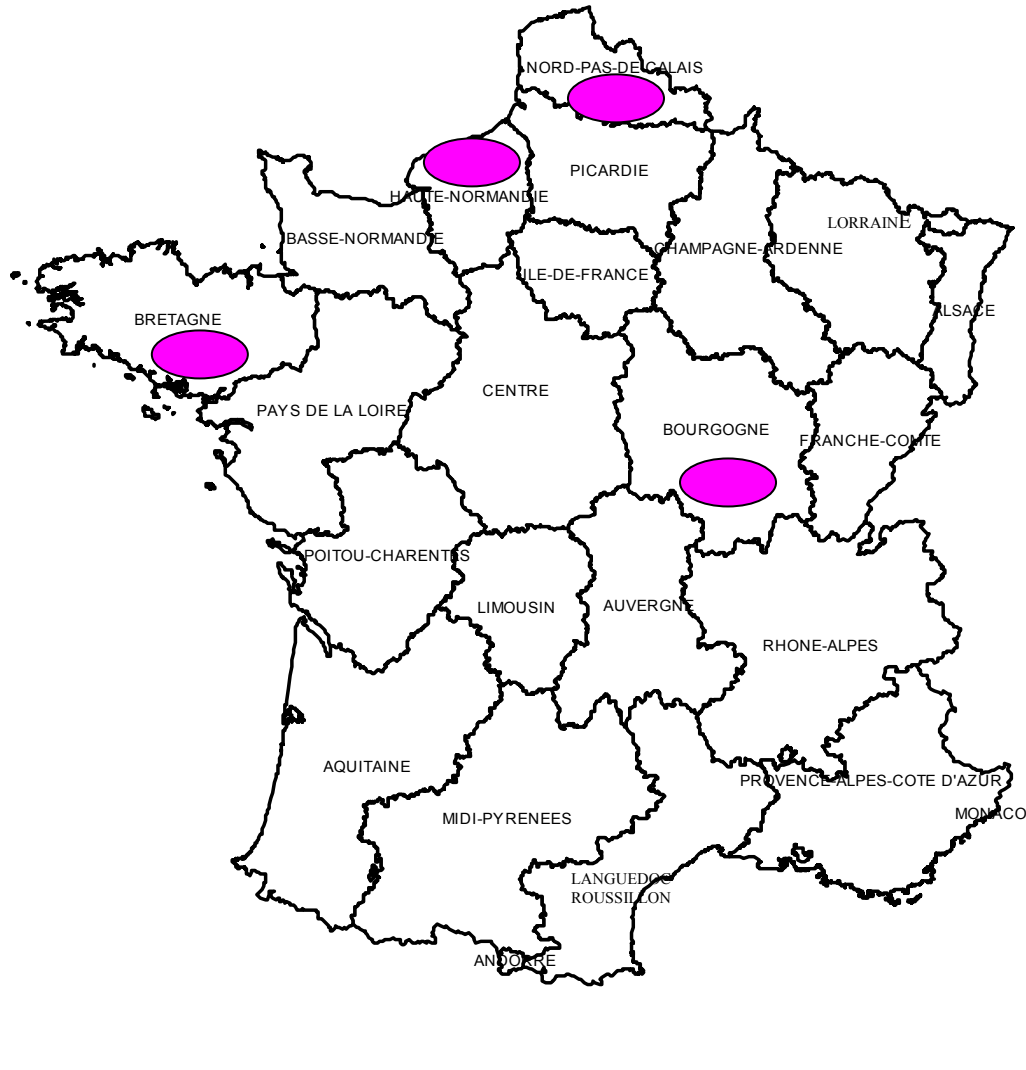 NORD-PAS-DE-CALAIS
PICARDIE
HAUTE-NORMANDIE
LORRAINE
BASSE-NORMANDIE
CHAMPAGNE-ARDENNE
ILE-DE-FRANCE
ALSACE
BRETAGNE
CENTRE
PAYS DE LA LOIRE
BOURGOGNE
FRANCHE-COMTE
POITOU-CHARENTES
LIMOUSIN
AUVERGNE
RHONE-ALPES
AQUITAINE
PROVENCE-ALPES-COTE D'AZUR
MONACO
MIDI-PYRENEES
LANGUEDOC
ROUSSILLON
ANDORRE